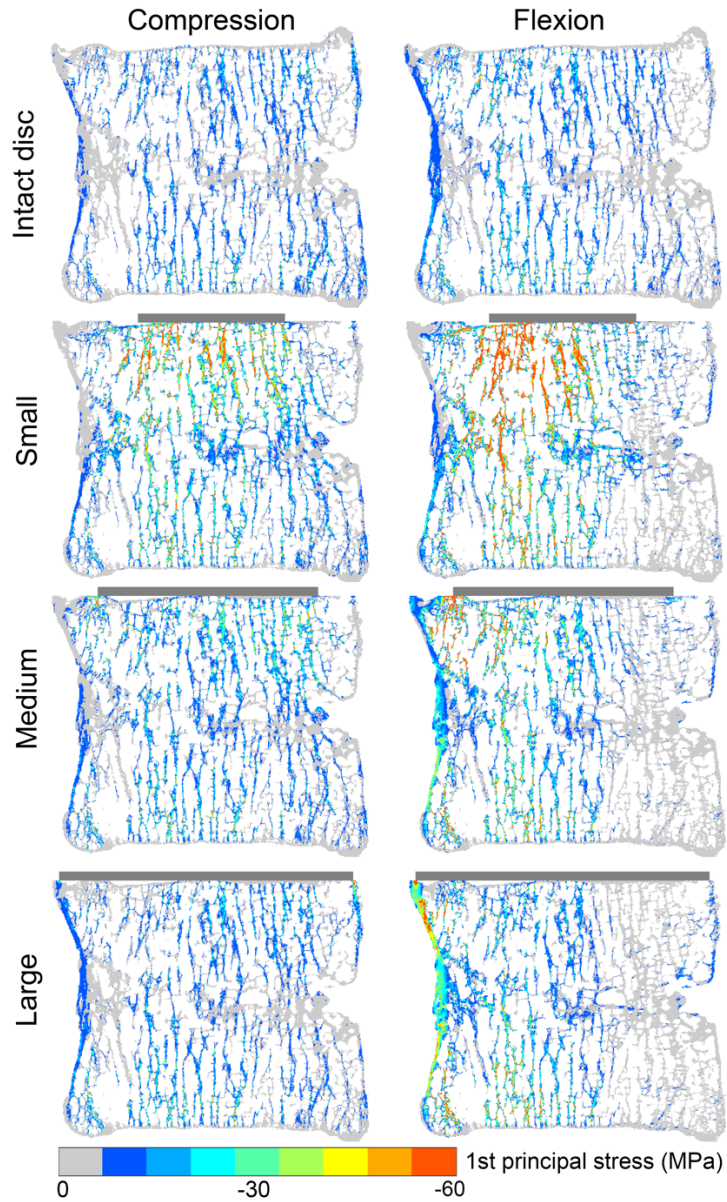 Compression Flexion
Intact disc
Small
Medium
Large
1st principal stress (MPa)
0 -30 -60